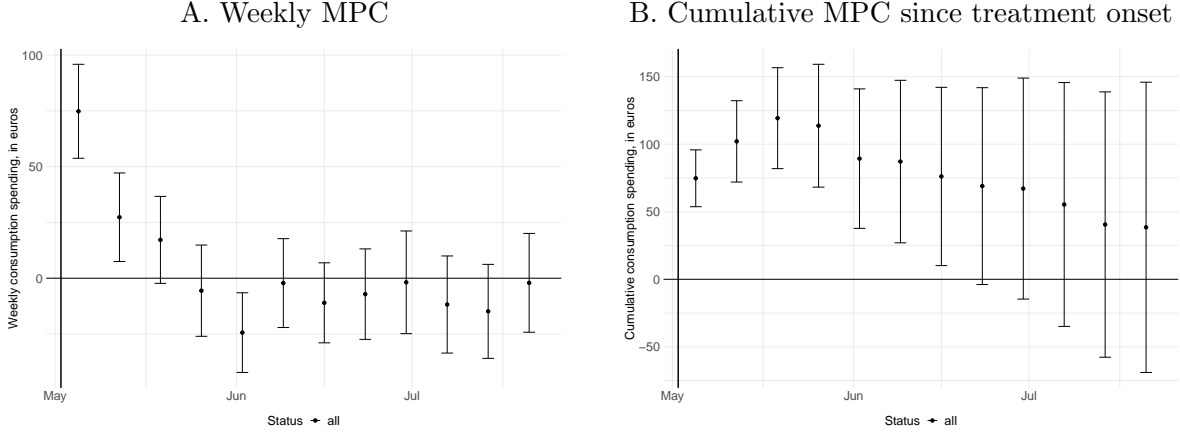 A. Weekly MPC
Weekly consumption spending, in euros
100
50
0
May
Jun
Jul
Status all
B. Cumulative MPC since treatment onset
Cumulative consumption spending, in euros
150
100
50
0
−50
May
Jun
Jul
Status all